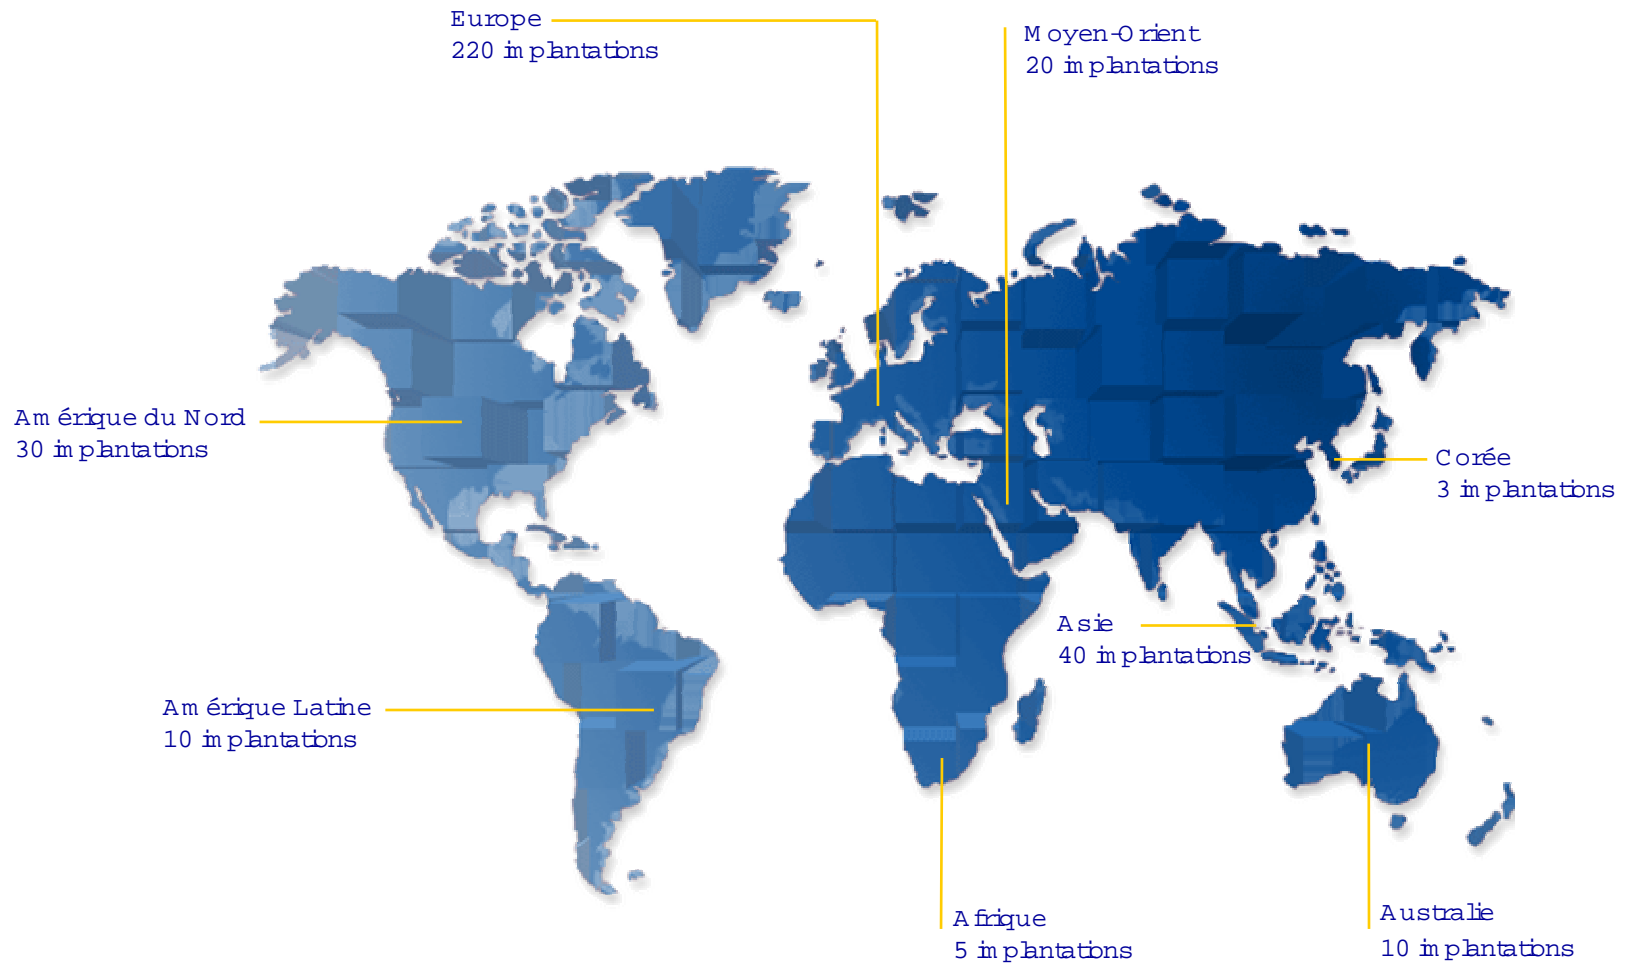 Europe
220 implantations
Moyen-Orient
20 implantations
Amérique du Nord
30 implantations
Corée
3 implantations
Asie
40 implantations
Amérique Latine
10 implantations
Afrique
5 implantations
Australie
10 implantations